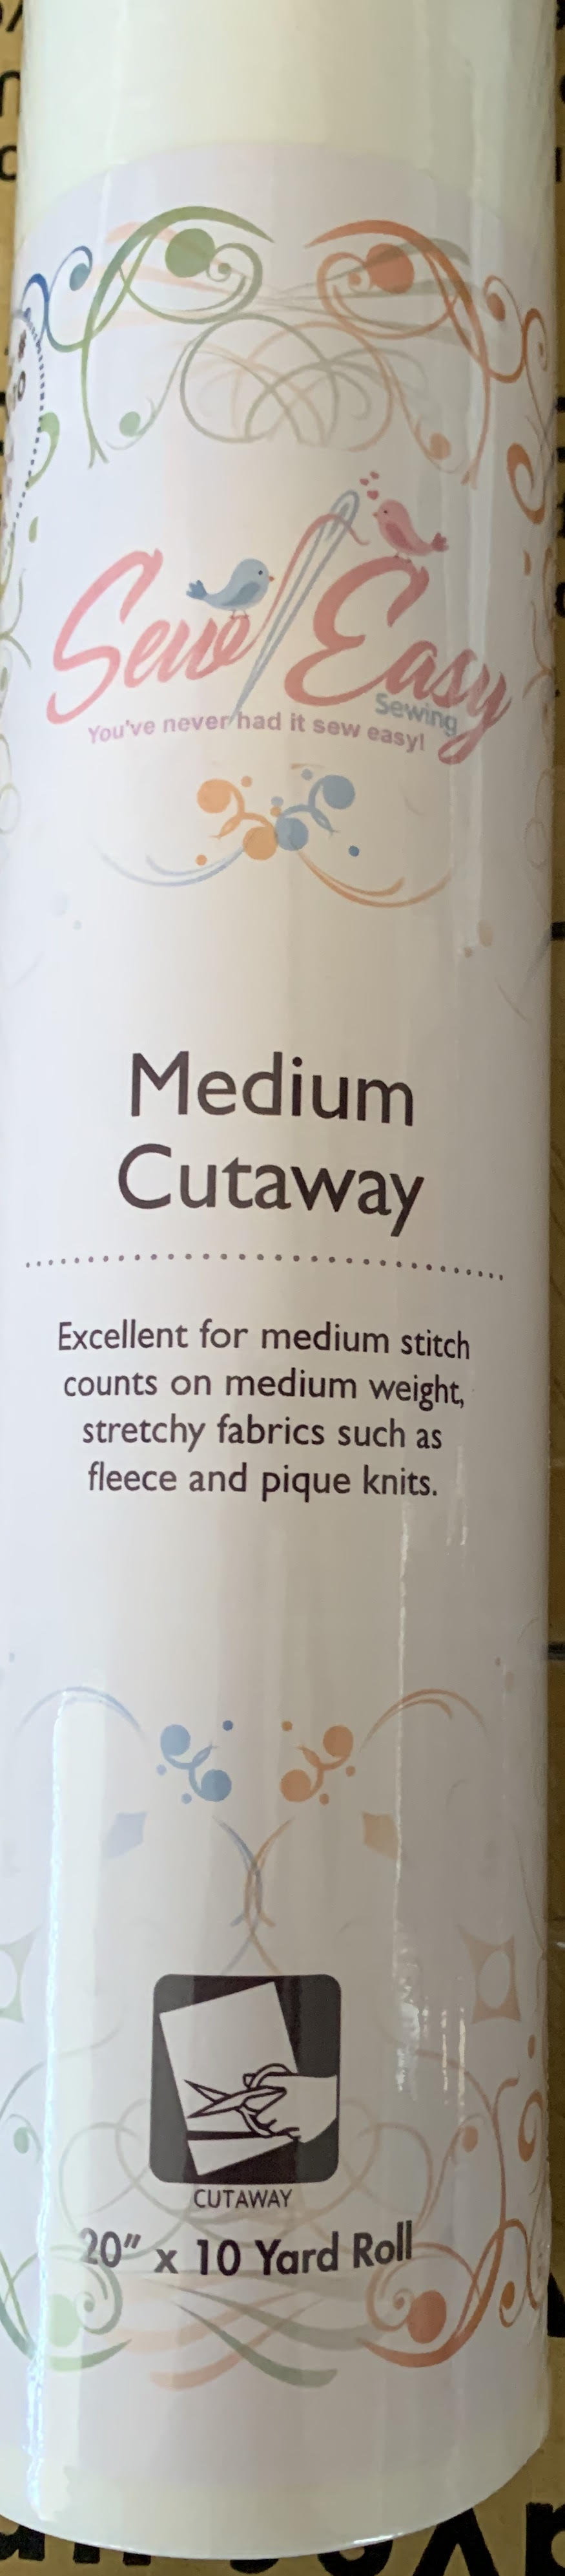 Sew Easy
Sewing
You've never had it sew easy!
Medium
Cutaway
Excellent for medium stitch
counts on medium weight,
stretchy fabrics such as
fleece and pique knits.
CUTAWAY
20" x 10 Yard Roll